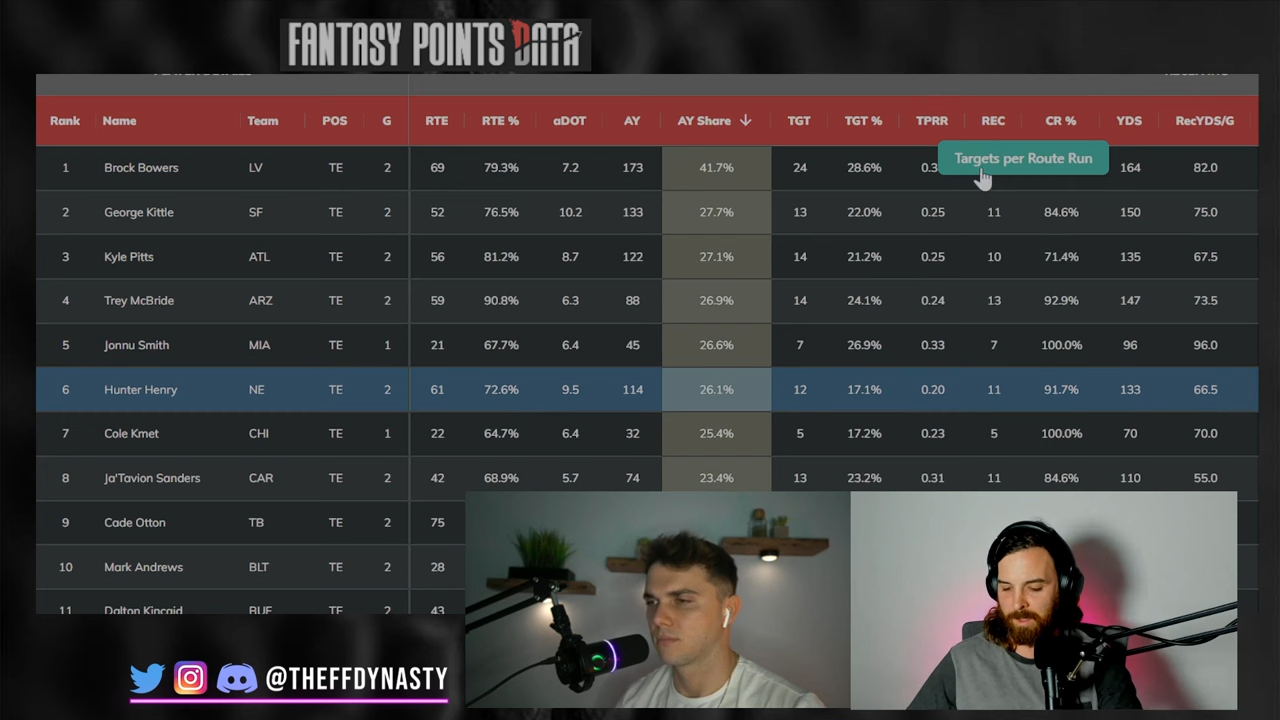 FANTASY POINTS DATA
Rank Name Team POS G RTE RTE % aDOT AY AY Share TGT TGT % TPRR REC CR % YDS RecYDS/G
Targets per Route Run
1 Brock Bowers LV TE 2 69 79.3% 7.2 173 41.7% 24 28.6% 0.3 164 82.0
2 George Kittle SF TE 2 52 76.5% 10.2 133 27.7% 13 22.0% 0.25 11 84.6% 150 75.0
3 Kyle Pitts ATL TE 2 56 81.2% 8.7 122 27.1% 14 21.2% 0.25 10 71.4% 135 67.5
4 Trey McBride ARZ TE 2 59 90.8% 6.3 88 26.9% 14 24.1% 0.24 13 92.9% 147 73.5
5 Jonnu Smith MIA TE 1 21 67.7% 6.4 45 26.6% 7 26.9% 0.33 7 100.0% 96 96.0
6 Hunter Henry NE TE 2 61 72.6% 9.5 114 26.1% 12 17.1% 0.20 11 91.7% 133 66.5
7 Cole Kmet CHI TE 1 22 64.7% 6.4 32 25.4% 5 17.2% 0.23 5 100.0% 70 70.0
8 Ja'Tavion Sanders CAR TE 2 42 68.9% 5.7 74 23.4% 13 23.2% 0.31 11 84.6% 110 55.0
9 Cade Otton TB TE 2 75
10 Mark Andrews BLT TE 2 28
11 Dalton Kincaid BUF TE 2 43
@THEFFDYNASTY